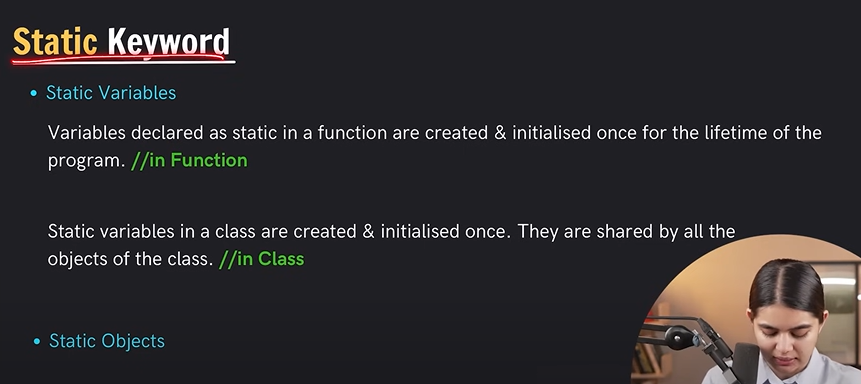 Static Keyword
• Static Variables
Variables declared as static in a function are created & initialised once for the lifetime of the
program. //in Function
Static variables in a class are created & initialised once. They are shared by all the
objects of the class. //in Class
• Static Objects